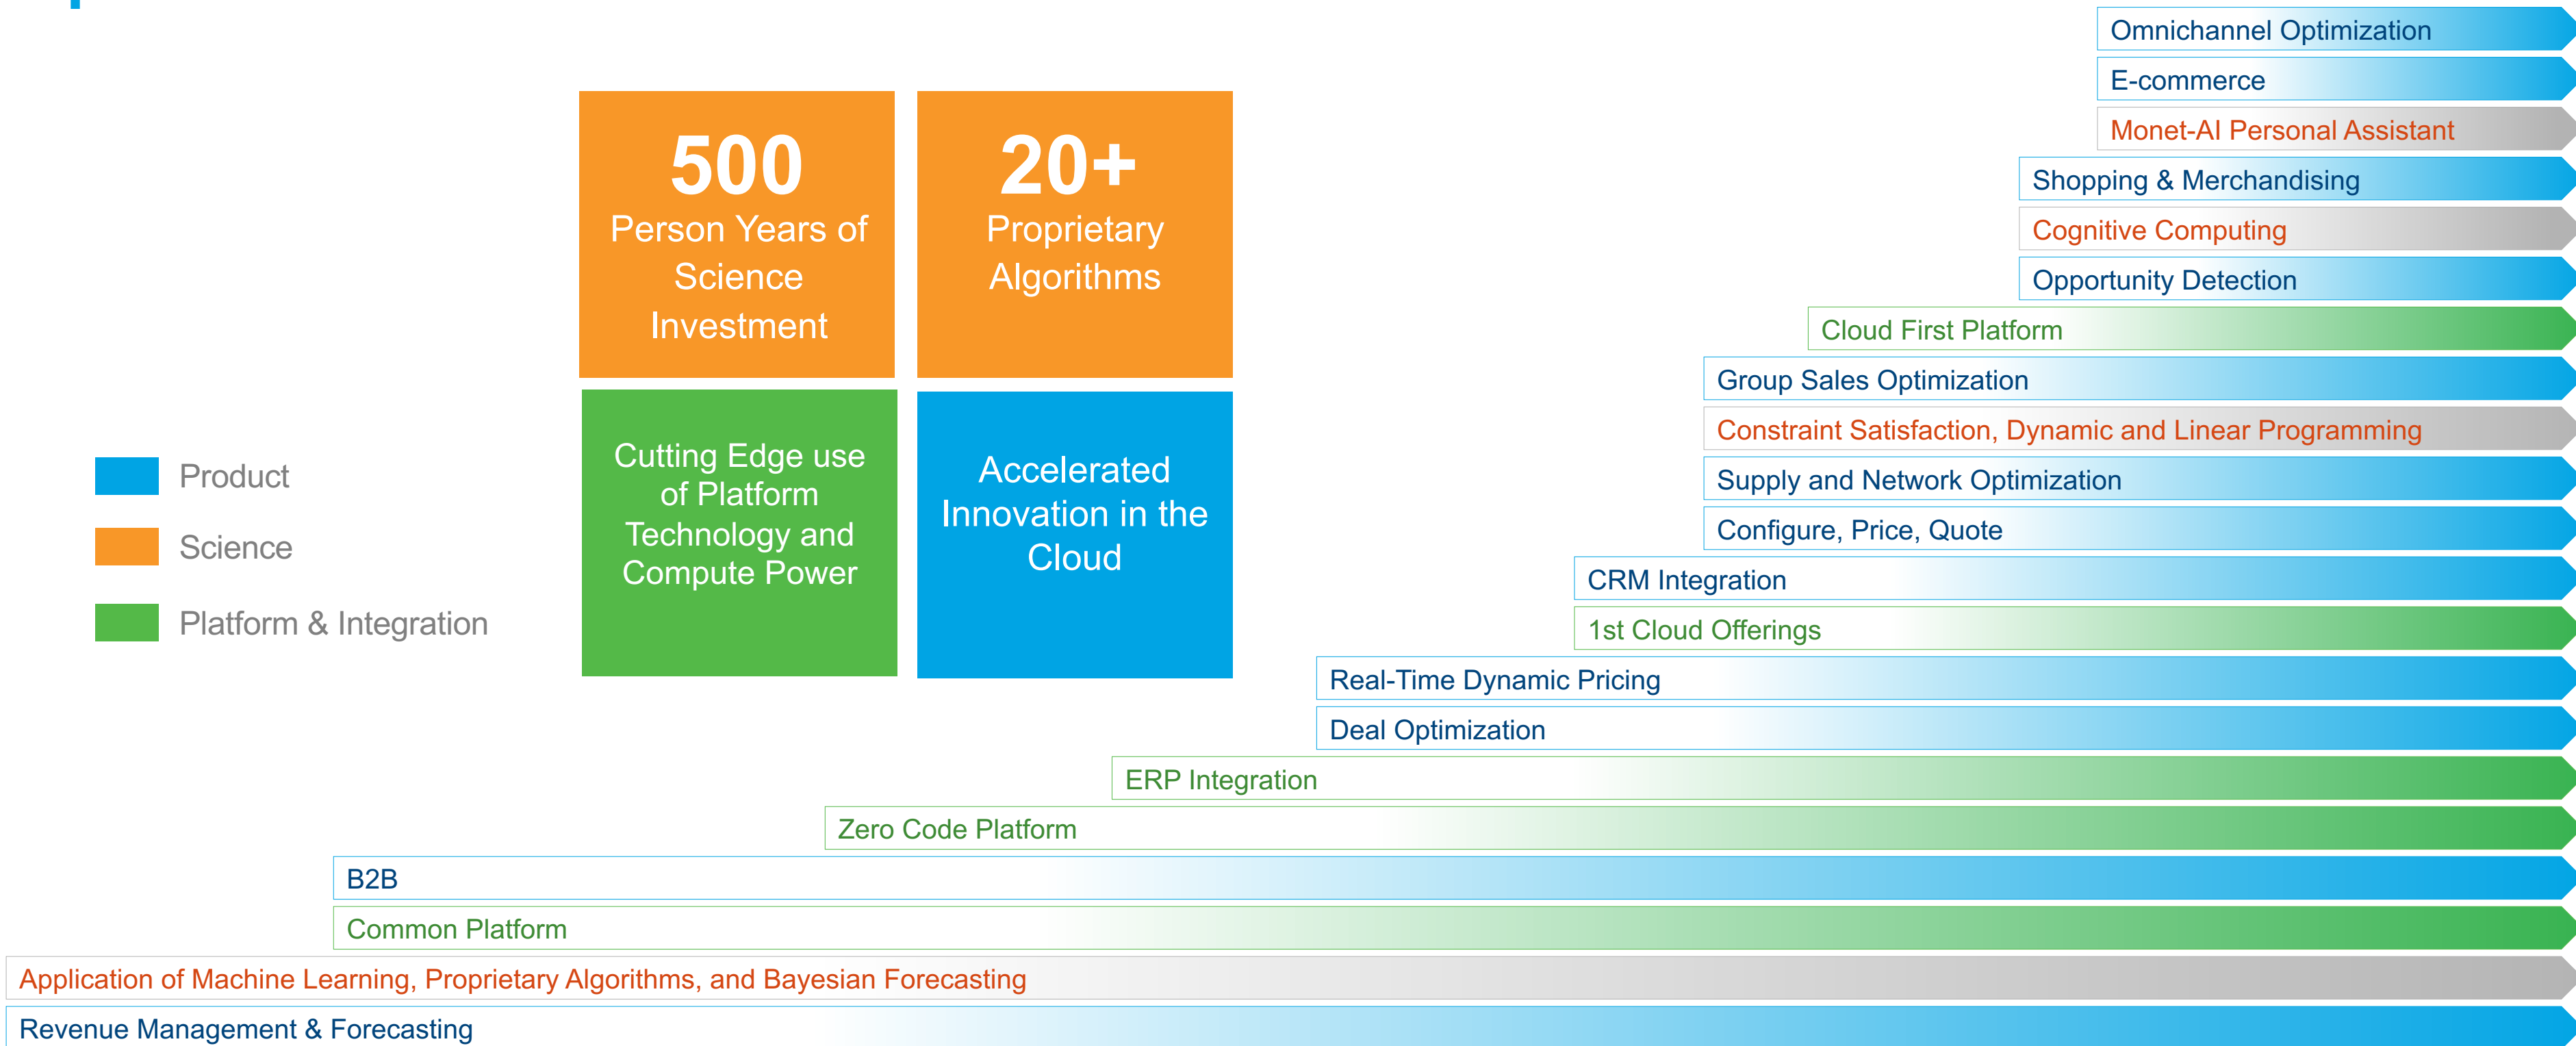 500
Person Years of
Science
Investment
20+
Proprietary
Algorithms
Cutting Edge use
of Platform
Technology and
Compute Power
Accelerated
Innovation in the
Cloud
Product
Science
Platform & Integration
Omnichannel Optimization
E-commerce
Monet-AI Personal Assistant
Shopping & Merchandising
Cognitive Computing
Opportunity Detection
Cloud First Platform
Group Sales Optimization
Constraint Satisfaction, Dynamic and Linear Programming
Supply and Network Optimization
Configure, Price, Quote
CRM Integration
1st Cloud Offerings
Real-Time Dynamic Pricing
Deal Optimization
ERP Integration
Zero Code Platform
B2B
Common Platform
Application of Machine Learning, Proprietary Algorithms, and Bayesian Forecasting
Revenue Management & Forecasting